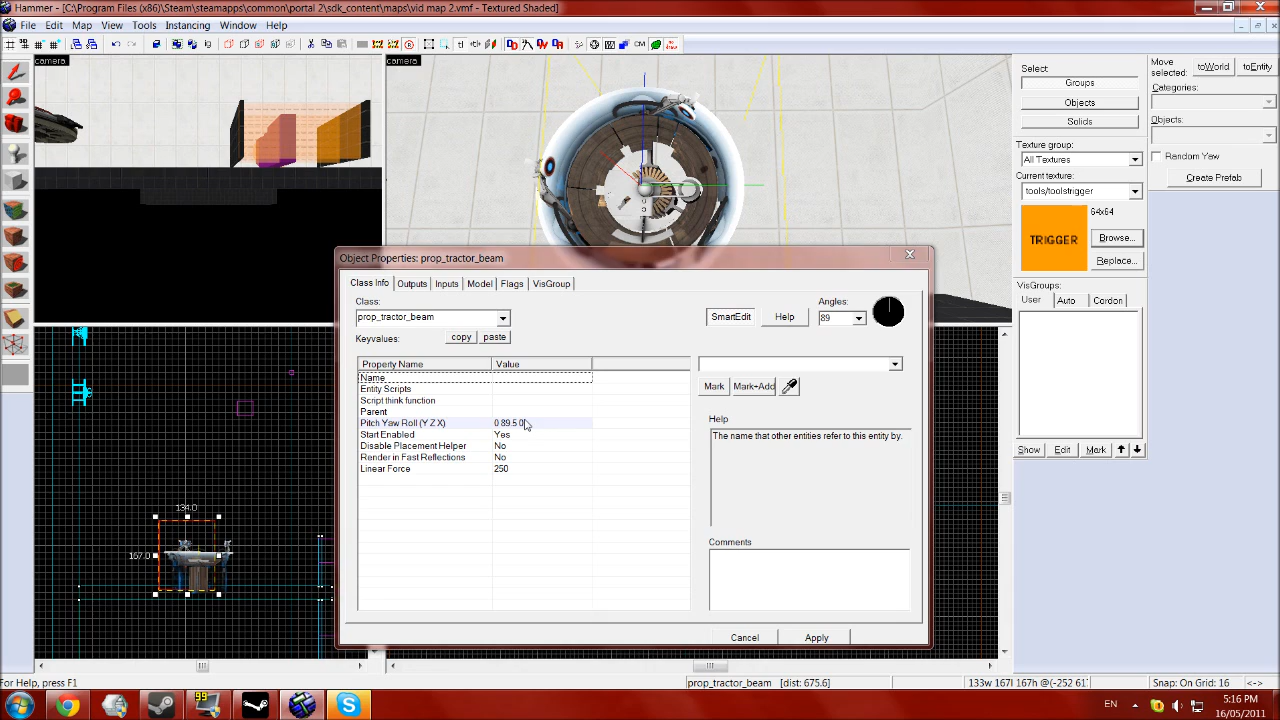 Hammer - [C:\Program Files (x86)\Steam\steamapps\common\portal 2\sdk_content\maps\vid map 2.vmf - Textured Shaded]
File Edit Map View Tools Instancing Window Help
camera
camera
Select:
Groups
Objects
Solids
Texture group:
All Textures
Current texture:
tools/toolstrigger
64x64
TRIGGER
Browse...
Replace...
VisGroups:
User Auto Cordon
Show Edit Mark
Move selected:
toWorld toEntity
Categories:
Objects:
Random Yaw
Create Prefab
Object Properties: prop_tractor_beam
Class Info Outputs Inputs Model Flags VisGroup
Class:
prop_tractor_beam
SmartEdit Help
Angles:
89
Keyvalues: copy paste
Property Name Value
Name
Entity Scripts
Script think function
Parent
Pitch Yaw Roll (Y Z X) 0 89.5 0
Start Enabled Yes
Disable Placement Helper No
Render in Fast Reflections No
Linear Force 250
Mark Mark+Add
Help
The name that other entities refer to this entity by.
Comments
Cancel Apply
134.0
167.0
For Help, press F1
prop_tractor_beam [dist: 675.6]
133w 167l 167h @(-252 61
Snap: On Grid: 16 <->
99
EN
5:16 PM
16/05/2011